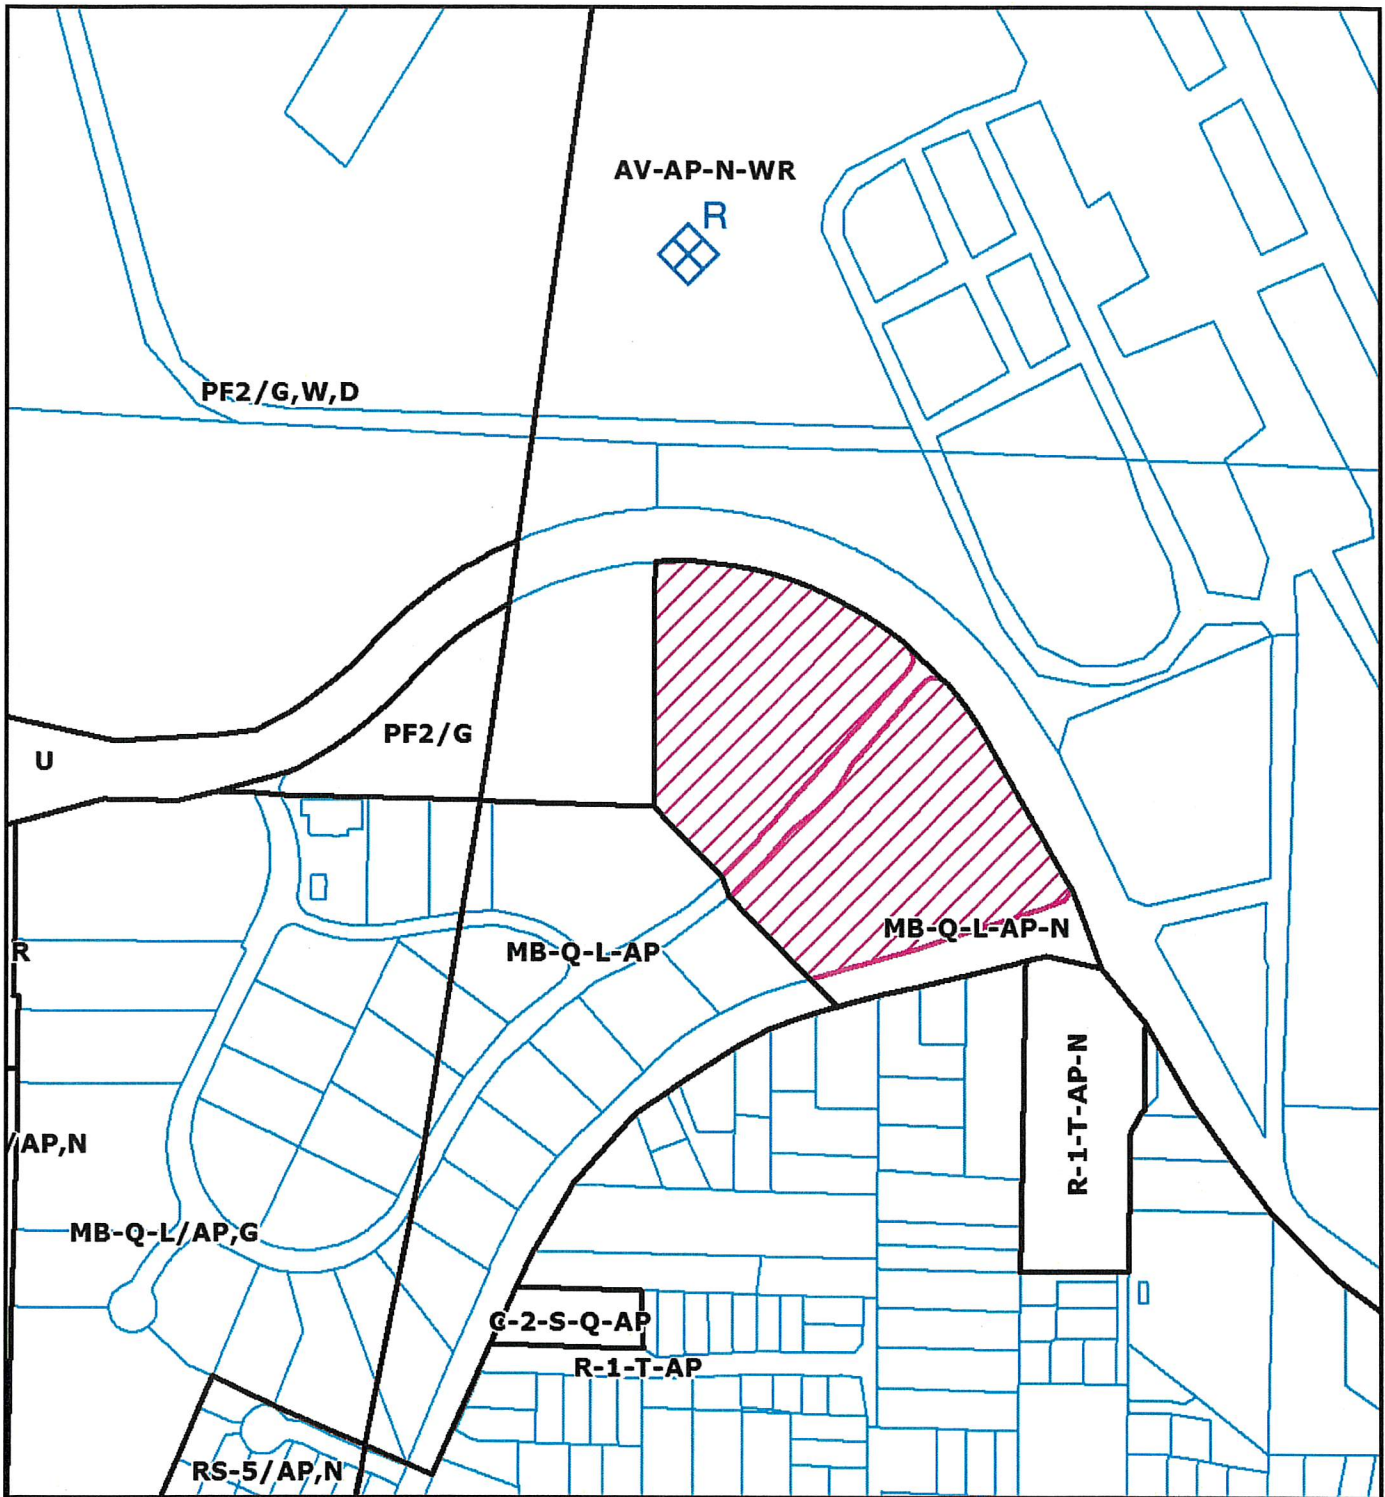 AV-AP-N-WR
R
PF2/G,W,D
PF2/G
U
MB-Q-L-AP-N
MB-Q-L-AP
R
R-1-T-AP-N
/AP,N
MB-Q-L/AP,G
C-2-S-Q-AP
R-1-T-AP
RS-5/AP,N